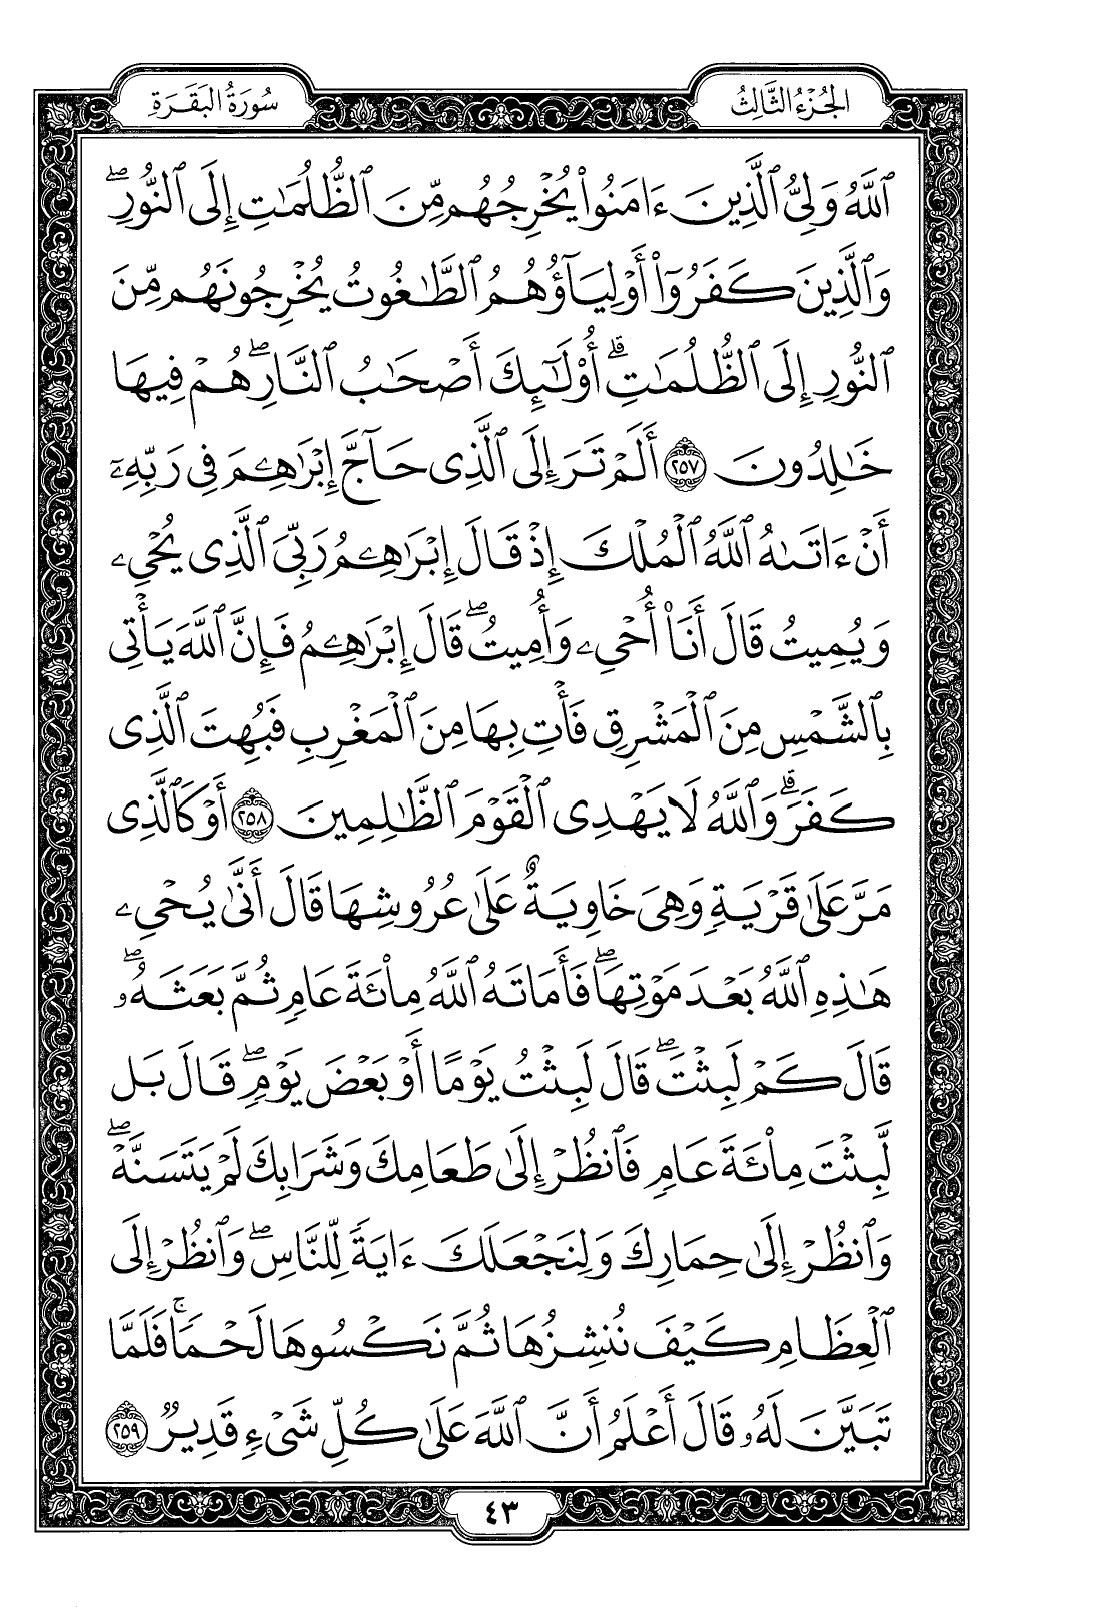 الجُزْءُ الثَّالِثُ
سُورَةُ البَقَرَةِ
ٱللَّهُ وَلِىُّ ٱلَّذِينَ ءَامَنُوا۟ يُخْرِجُهُم مِّنَ ٱلظُّلُمَٰتِ إِلَى ٱلنُّورِۖ
وَٱلَّذِينَ كَفَرُوٓا۟ أَوْلِيَآؤُهُمُ ٱلطَّٰغُوتُ يُخْرِجُونَهُم مِّنَ
ٱلنُّورِ إِلَى ٱلظُّلُمَٰتِۗ أُو۟لَٰٓئِكَ أَصْحَٰبُ ٱلنَّارِۖ هُمْ فِيهَا
خَٰلِدُونَ ٢٥٧ أَلَمْ تَرَ إِلَى ٱلَّذِى حَآجَّ إِبْرَٰهِـۧمَ فِى رَبِّهِۦٓ
أَنْ ءَاتَىٰهُ ٱللَّهُ ٱلْمُلْكَ إِذْ قَالَ إِبْرَٰهِـۧمُ رَبِّىَ ٱلَّذِى يُحْىِۦ
وَيُمِيتُ قَالَ أَنَا۠ أُحْىِۦ وَأُمِيتُۖ قَالَ إِبْرَٰهِـۧمُ فَإِنَّ ٱللَّهَ يَأْتِى
بِٱلشَّمْسِ مِنَ ٱلْمَشْرِقِ فَأْتِ بِهَا مِنَ ٱلْمَغْرِبِ فَبُهِتَ ٱلَّذِى
كَفَرَۗ وَٱللَّهُ لَا يَهْدِى ٱلْقَوْمَ ٱلظَّٰلِمِينَ ٢٥٨ أَوْ كَٱلَّذِى
مَرَّ عَلَىٰ قَرْيَةٍ وَهِىَ خَاوِيَةٌ عَلَىٰ عُرُوشِهَا قَالَ أَنَّىٰ يُحْىِۦ
هَٰذِهِ ٱللَّهُ بَعْدَ مَوْتِهَاۖ فَأَمَاتَهُ ٱللَّهُ مِا۟ئَةَ عَامٍ ثُمَّ بَعَثَهُۥۖ
قَالَ كَمْ لَبِثْتَۖ قَالَ لَبِثْتُ يَوْمًا أَوْ بَعْضَ يَوْمٍۖ قَالَ بَل
لَّبِثْتَ مِا۟ئَةَ عَامٍ فَٱنظُرْ إِلَىٰ طَعَامِكَ وَشَرَابِكَ لَمْ يَتَسَنَّهْۖ
وَٱنظُرْ إِلَىٰ حِمَارِكَ وَلِنَجْعَلَكَ ءَايَةً لِّلنَّاسِۖ وَٱنظُرْ إِلَى
ٱلْعِظَامِ كَيْفَ نُنشِزُهَا ثُمَّ نَكْسُوهَا لَحْمًاۚ فَلَمَّا
تَبَيَّنَ لَهُۥ قَالَ أَعْلَمُ أَنَّ ٱللَّهَ عَلَىٰ كُلِّ شَىْءٍ قَدِيرٌ ٢٥٩
٤٣